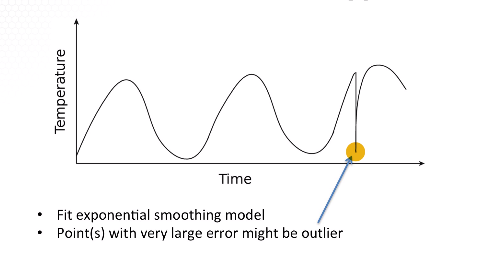 Temperature
Time
• Fit exponential smoothing model
• Point(s) with very large error might be outlier